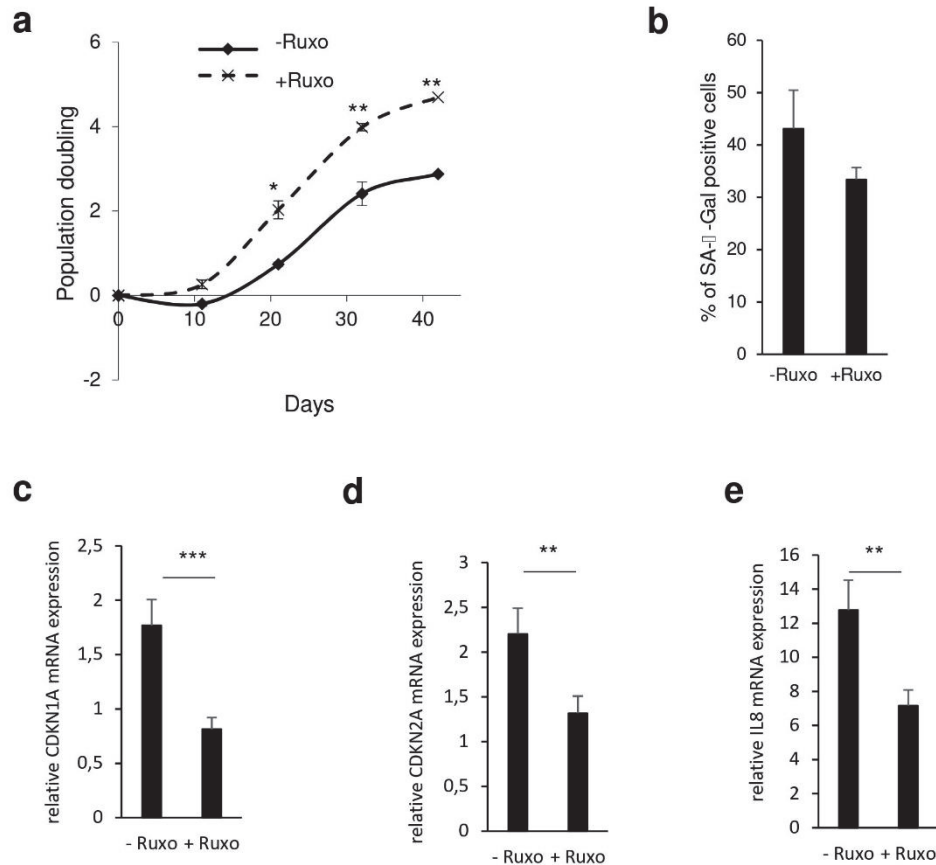 a
6
4
2
0
-2
-Ruxo
+Ruxo
*
**
**
0
10
20
30
40
Population doubling
Days
b
60
50
40
30
20
10
0
% of SA-▯-Gal positive cells
-Ruxo +Ruxo
c
2,5
2
1,5
1
0,5
0
***
relative CDKN1A mRNA expression
- Ruxo + Ruxo
d
3
2,5
2
1,5
1
0,5
0
**
relative CDKN2A mRNA expression
- Ruxo + Ruxo
e
16
14
12
10
8
6
4
2
0
**
relative IL8 mRNA expression
- Ruxo + Ruxo